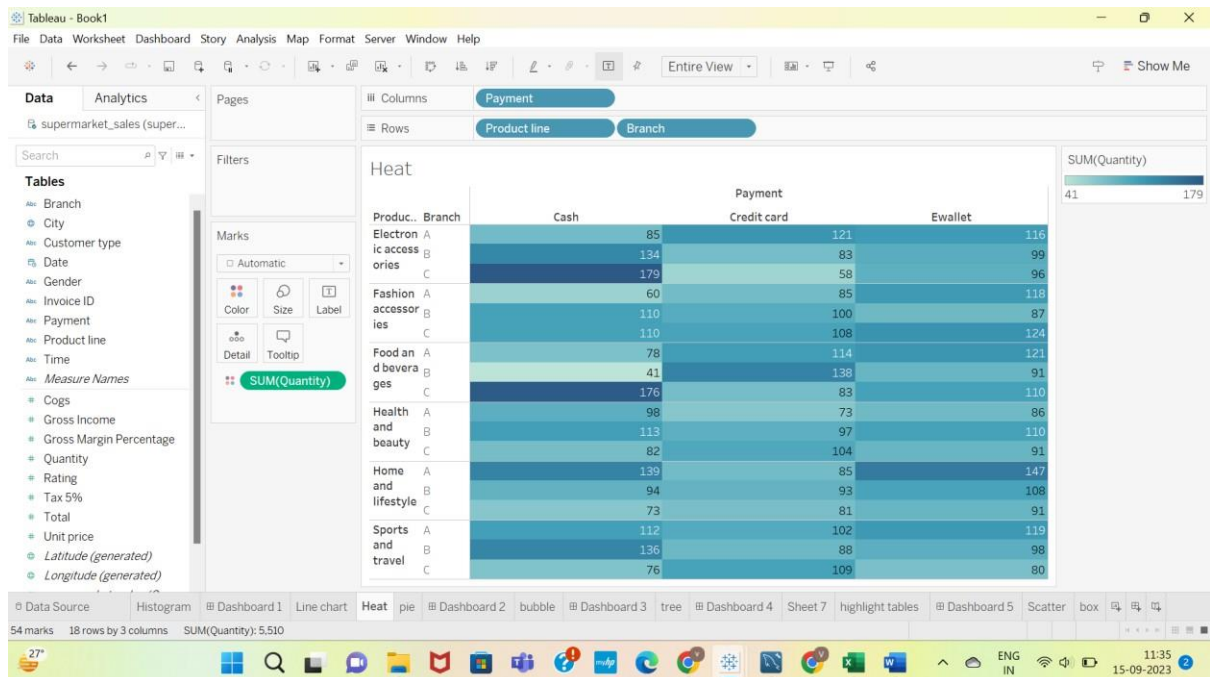 Tableau - Book1
File Data Worksheet Dashboard Story Analysis Map Format Server Window Help
Entire View
Show Me
Data Analytics
Pages
Columns Payment
supermarket_sales (super...
Rows Product line Branch
Search
Filters
Heat
SUM(Quantity)
41 179
Tables
Branch
City
Customer type
Date
Gender
Invoice ID
Payment
Product line
Time
Measure Names
Cogs
Gross Income
Gross Margin Percentage
Quantity
Rating
Tax 5%
Total
Unit price
Latitude (generated)
Longitude (generated)
Marks
Automatic
Color Size Label
Detail Tooltip
SUM(Quantity)
Payment
Produc.. Branch Cash Credit card Ewallet
Electron A 85 121 116
ic access B 134 83 99
ories C 179 58 96
Fashion A 60 85 118
accessor B 110 100 87
ies C 110 108 124
Food an A 78 114 121
d bevera B 41 138 91
ges C 176 83 110
Health A 98 73 86
and B 113 97 110
beauty C 82 104 91
Home A 139 85 147
and B 94 93 108
lifestyle C 73 81 91
Sports A 112 102 119
and B 136 88 98
travel C 76 109 80
Data Source Histogram Dashboard 1 Line chart Heat pie Dashboard 2 bubble Dashboard 3 tree Dashboard 4 Sheet 7 highlight tables Dashboard 5 Scatter box
54 marks 18 rows by 3 columns SUM(Quantity): 5,510
27°
ENG
IN
11:35
15-09-2023
2